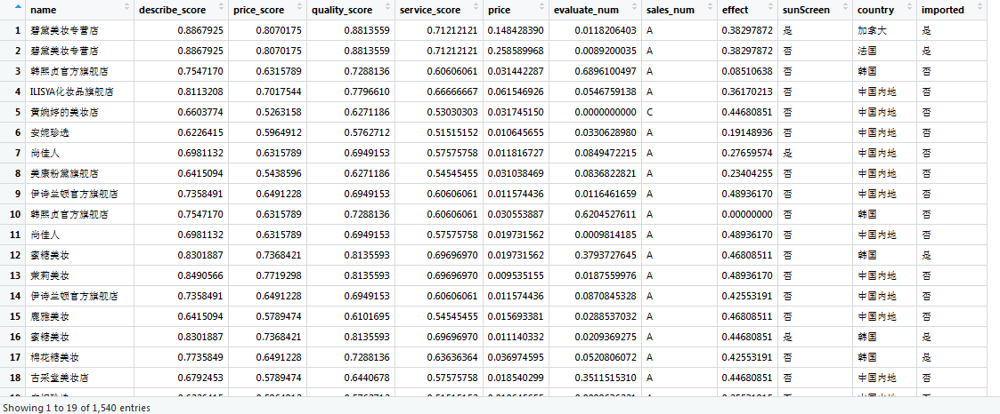 name describe_score price_score quality_score service_score price evaluate_num sales_num effect sunScreen country imported
1 碧黛美妆专营店 0.8867925 0.8070175 0.8813559 0.71212121 0.148428390 0.0118206403 A 0.38297872 是 加拿大 是
2 碧黛美妆专营店 0.8867925 0.8070175 0.8813559 0.71212121 0.258589968 0.0089200035 A 0.38297872 否 法国 是
3 韩熙贞官方旗舰店 0.7547170 0.6315789 0.7288136 0.60606061 0.031442287 0.6896100497 A 0.08510638 否 韩国 否
4 ILISYA化妆品旗舰店 0.8113208 0.7017544 0.7796610 0.66666667 0.061546926 0.0546759138 A 0.36170213 否 中国内地 否
5 黄婉婷的美妆店 0.6603774 0.5263158 0.6271186 0.53030303 0.031745150 0.0000000000 C 0.44680851 否 中国内地 否
6 安妮珍选 0.6226415 0.5964912 0.5762712 0.51515152 0.010645655 0.0330628980 A 0.19148936 否 中国内地 否
7 尚佳人 0.6981132 0.6315789 0.6949153 0.57575758 0.011816727 0.0849472215 A 0.27659574 是 中国内地 否
8 美康粉黛旗舰店 0.6415094 0.5438596 0.6271186 0.54545455 0.031038469 0.0836822821 A 0.23404255 否 中国内地 否
9 伊诗兰顿官方旗舰店 0.7358491 0.6491228 0.6949153 0.60606061 0.011574436 0.0116461659 A 0.48936170 否 中国内地 否
10 韩熙贞官方旗舰店 0.7547170 0.6315789 0.7288136 0.60606061 0.030553887 0.6204527611 A 0.00000000 否 韩国 否
11 尚佳人 0.6981132 0.6315789 0.6949153 0.57575758 0.019731562 0.0009814185 A 0.48936170 否 中国内地 否
12 蜜糖美妆 0.8301887 0.7368421 0.8135593 0.69696970 0.019731562 0.3793727645 A 0.46808511 否 韩国 是
13 茉莉美妆 0.8490566 0.7719298 0.8135593 0.69696970 0.009535155 0.0187559976 A 0.48936170 否 中国内地 否
14 伊诗兰顿官方旗舰店 0.7358491 0.6491228 0.6949153 0.60606061 0.011574436 0.0870845328 A 0.42553191 否 中国内地 否
15 鹿雅美妆 0.6415094 0.5789474 0.6101695 0.54545455 0.015693381 0.0288537032 A 0.46808511 否 中国内地 否
16 蜜糖美妆 0.8301887 0.7368421 0.8135593 0.69696970 0.011140332 0.0209369275 A 0.44680851 是 韩国 是
17 棉花糖美妆 0.7735849 0.6491228 0.7288136 0.63636364 0.036974595 0.0520806072 A 0.42553191 否 韩国 是
18 古采堂美妆店 0.6792453 0.5789474 0.6440678 0.57575758 0.018540299 0.3511515310 A 0.44680851 否 中国内地 否
Showing 1 to 19 of 1,540 entries